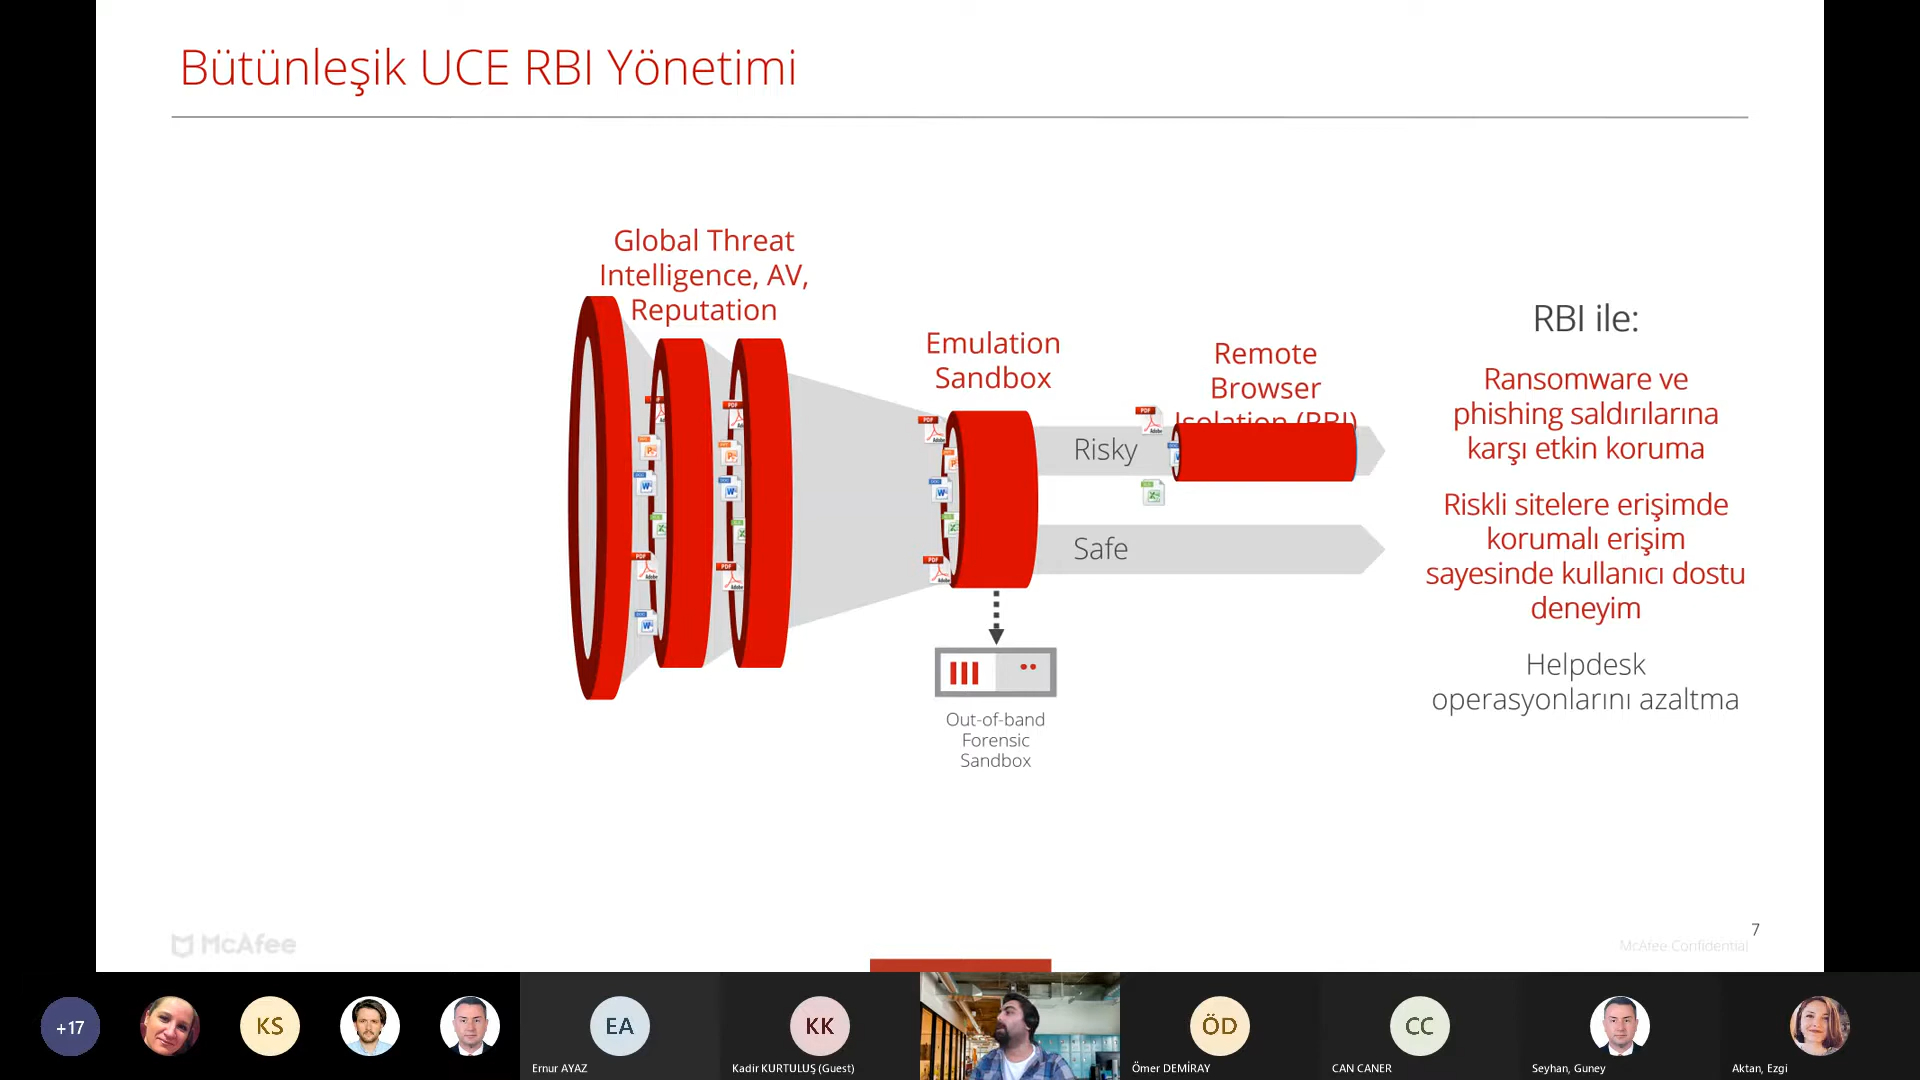 Bütünleşik UCE RBI Yönetimi
Global Threat
Intelligence, AV,
Reputation
Emulation
Sandbox
Remote
Browser
Isolation (RBI)
Risky
Safe
Out-of-band
Forensic
Sandbox
RBI ile:
Ransomware ve
phishing saldırılarına
karşı etkin koruma
Riskli sitelere erişimde
korumalı erişim
sayesinde kullanıcı dostu
deneyim
Helpdesk
operasyonlarını azaltma
McAfee
7
McAfee Confidential
+17
KS
EA
Ernur AYAZ
KK
Kadir KURTULUŞ (Guest)
ÖD
Ömer DEMİRAY
CC
CAN CANER
Seyhan, Guney
Aktan, Ezgi